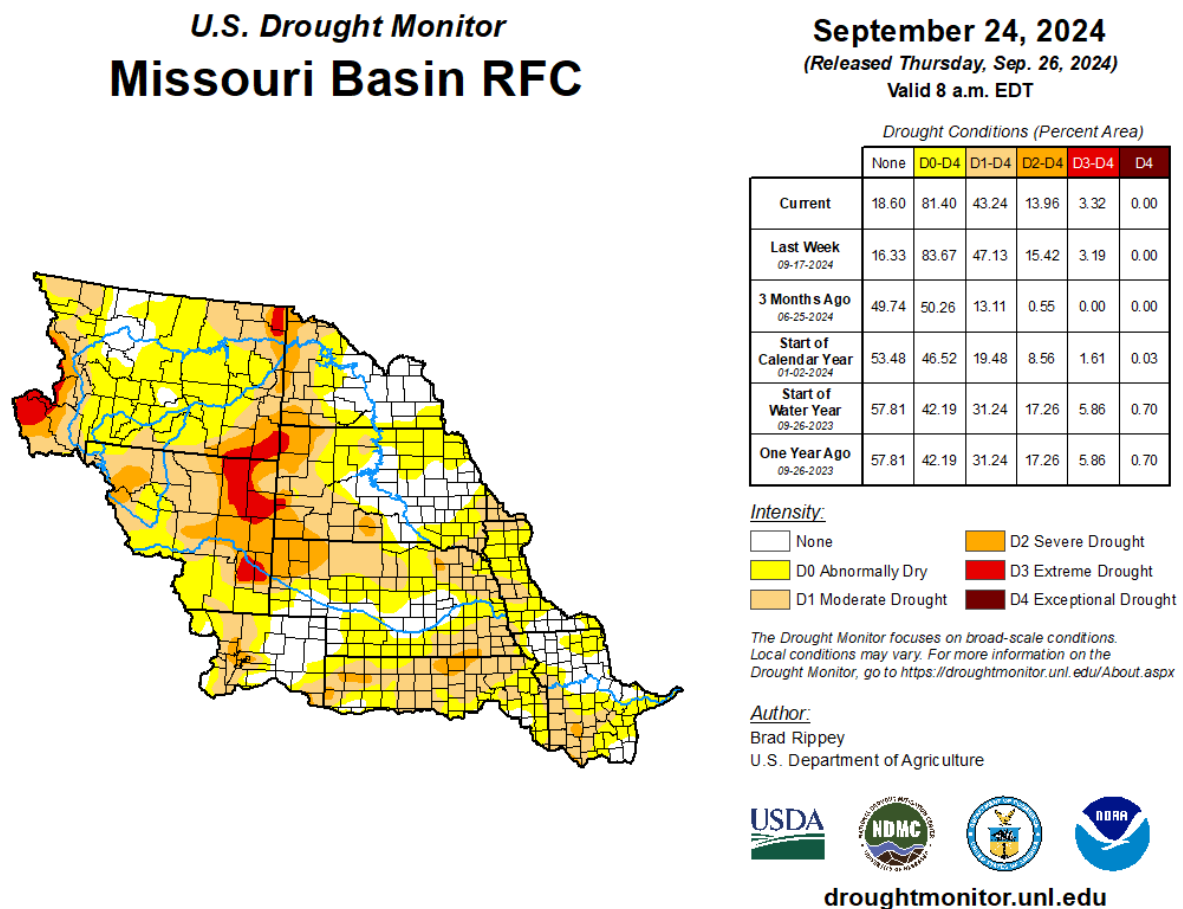 U.S. Drought Monitor
Missouri Basin RFC
September 24, 2024
(Released Thursday, Sep. 26, 2024)
Valid 8 a.m. EDT
Drought Conditions (Percent Area)
None D0-D4 D1-D4 D2-D4 D3-D4 D4
Current 18.60 81.40 43.24 13.96 3.32 0.00
Last Week
09-17-2024 16.33 83.67 47.13 15.42 3.19 0.00
3 Months Ago
06-25-2024 49.74 50.26 13.11 0.55 0.00 0.00
Start of
Calendar Year
01-02-2024 53.48 46.52 19.48 8.56 1.61 0.03
Start of
Water Year
09-26-2023 57.81 42.19 31.24 17.26 5.86 0.70
One Year Ago
09-26-2023 57.81 42.19 31.24 17.26 5.86 0.70
Intensity:
None
D0 Abnormally Dry
D1 Moderate Drought
D2 Severe Drought
D3 Extreme Drought
D4 Exceptional Drought
The Drought Monitor focuses on broad-scale conditions.
Local conditions may vary. For more information on the
Drought Monitor, go to https://droughtmonitor.unl.edu/About.aspx
Author:
Brad Rippey
U.S. Department of Agriculture
USDA
NDMC
NOAA
droughtmonitor.unl.edu